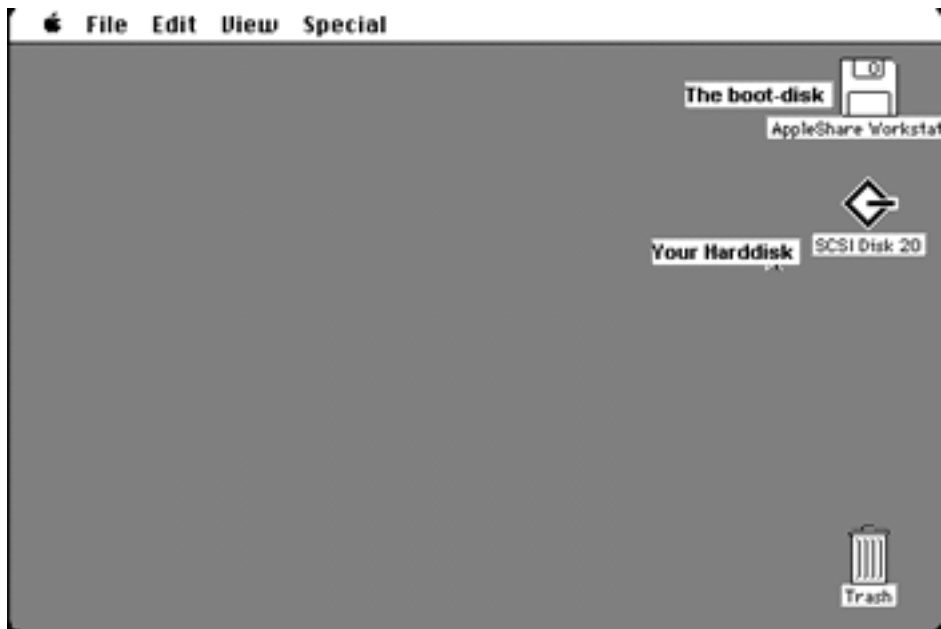 File Edit View Special
The boot-disk
AppleShare Workstat
Your Harddisk
SCSI Disk 20
Trash